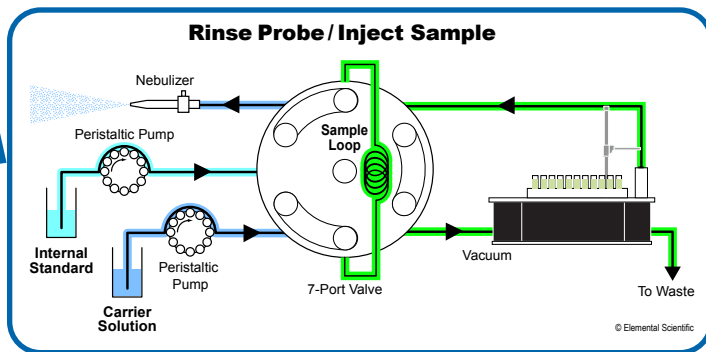 Rinse Probe/Inject Sample
Nebulizer
Peristaltic Pump
Sample
Loop
Internal
Standard
Peristaltic
Pump
Carrier
Solution
7-Port Valve
Vacuum
To Waste
© Elemental Scientific